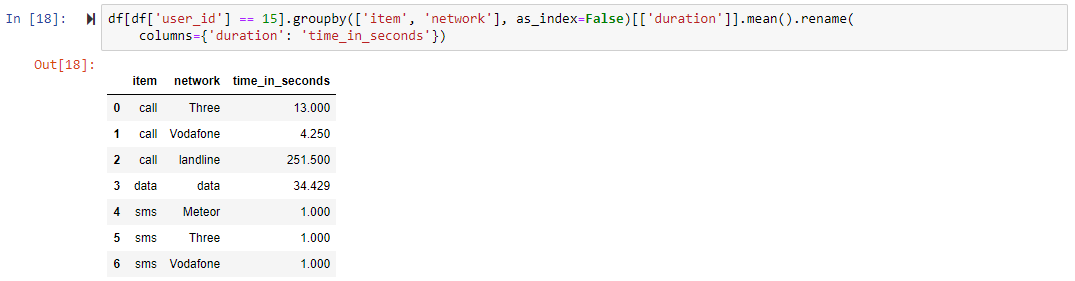 In [18]: df[df['user_id'] == 15].groupby(['item', 'network'], as_index=False)[['duration']].mean().rename(
columns={'duration': 'time_in_seconds'})
Out[18]:
item network time_in_seconds
0 call Three 13.000
1 call Vodafone 4.250
2 call landline 251.500
3 data data 34.429
4 sms Meteor 1.000
5 sms Three 1.000
6 sms Vodafone 1.000